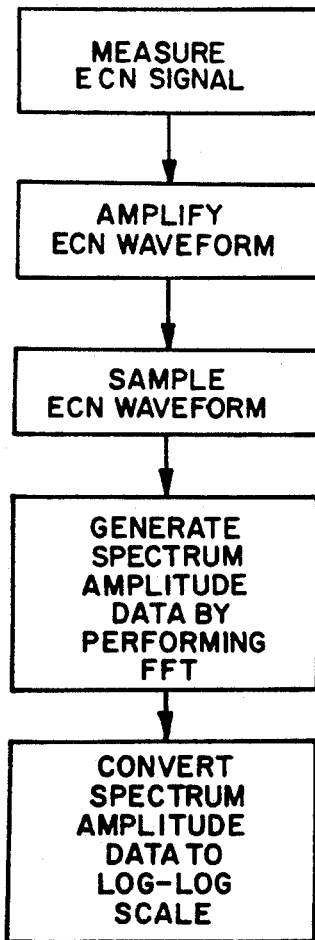 MEASURE
ECN SIGNAL
AMPLIFY
ECN WAVEFORM
SAMPLE
ECN WAVEFORM
GENERATE
SPECTRUM
AMPLITUDE
DATA BY
PERFORMING
FFT
CONVERT
SPECTRUM
AMPLITUDE
DATA TO
LOG-LOG
SCALE